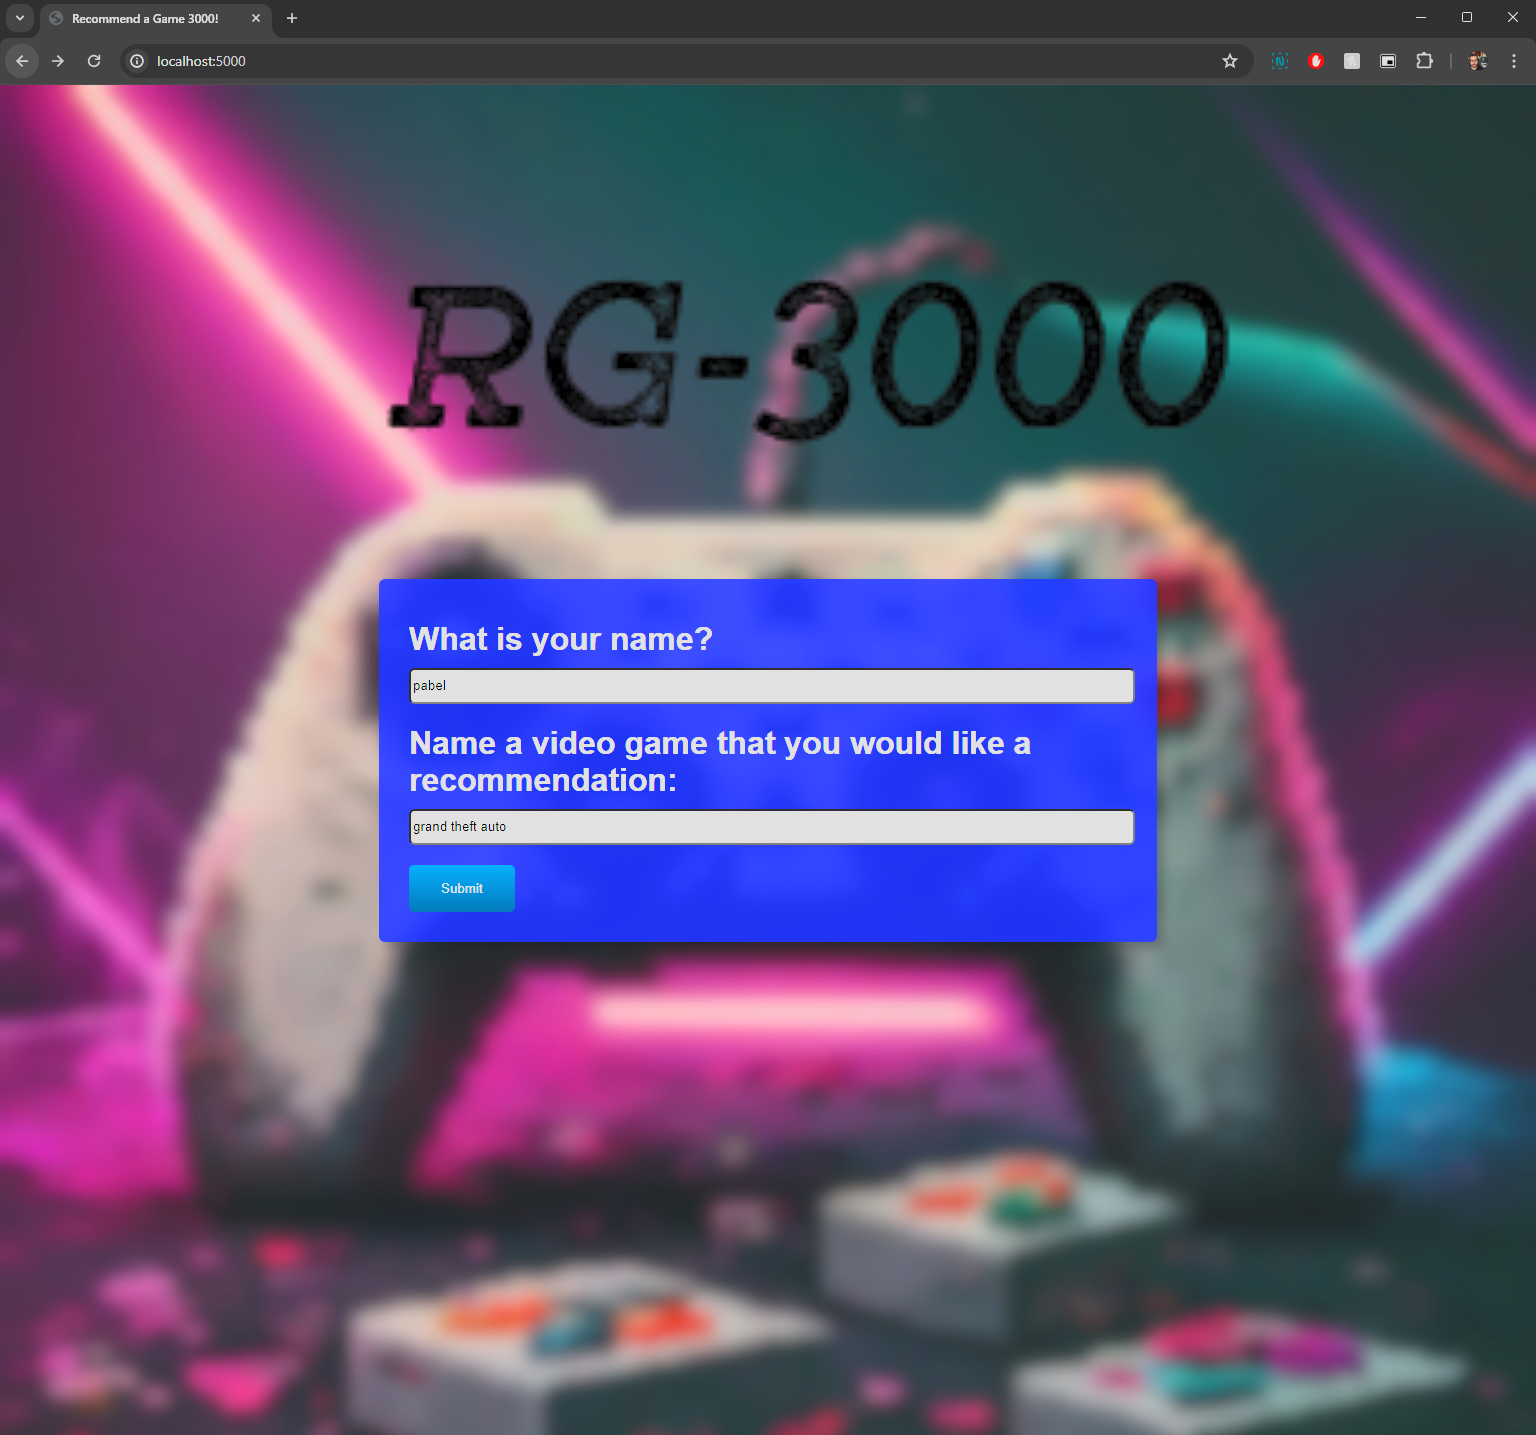 Recommend a Game 3000!
localhost:5000
RG-3000
What is your name?
pabel
Name a video game that you would like a
recommendation:
grand theft auto
Submit